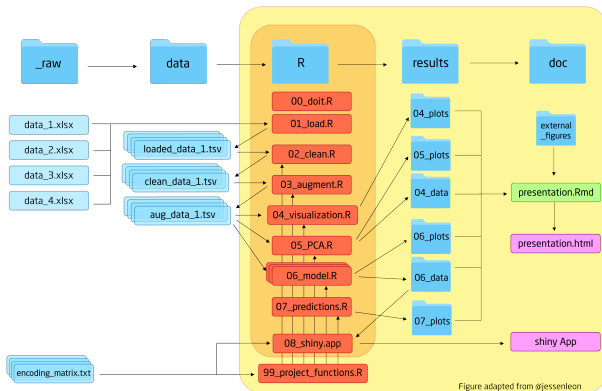 _raw
data
R
results
doc
00_doit.R
01_load.R
02_clean.R
03_augment.R
04_visualization.R
05_PCA.R
06_model.R
07_predictions.R
08_shiny.app
99_project_functions.R
data_1.xlsx
data_2.xlsx
data_3.xlsx
data_4.xlsx
loaded_data_1.tsv
clean_data_1.tsv
aug_data_1.tsv
encoding_matrix.txt
04_plots
05_plots
04_data
06_plots
06_data
07_plots
external
_figures
presentation.Rmd
presentation.html
shiny App
Figure adapted from @jessenleon